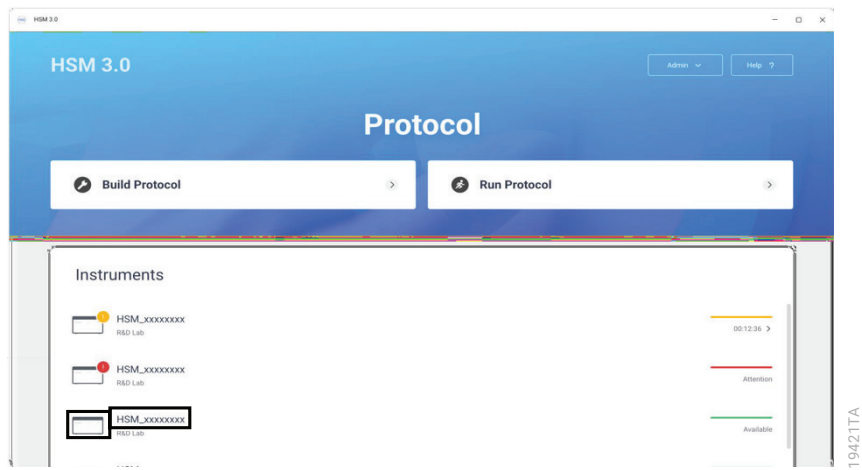 HSM 3.0
HSM 3.0
Admin
Help ?
Protocol
Build Protocol
Run Protocol
Instruments
HSM_xxxxxxxx
R&D Lab
00:12:36
HSM_xxxxxxxx
R&D Lab
Attention
HSM_xxxxxxxx
R&D Lab
Available
19421TA